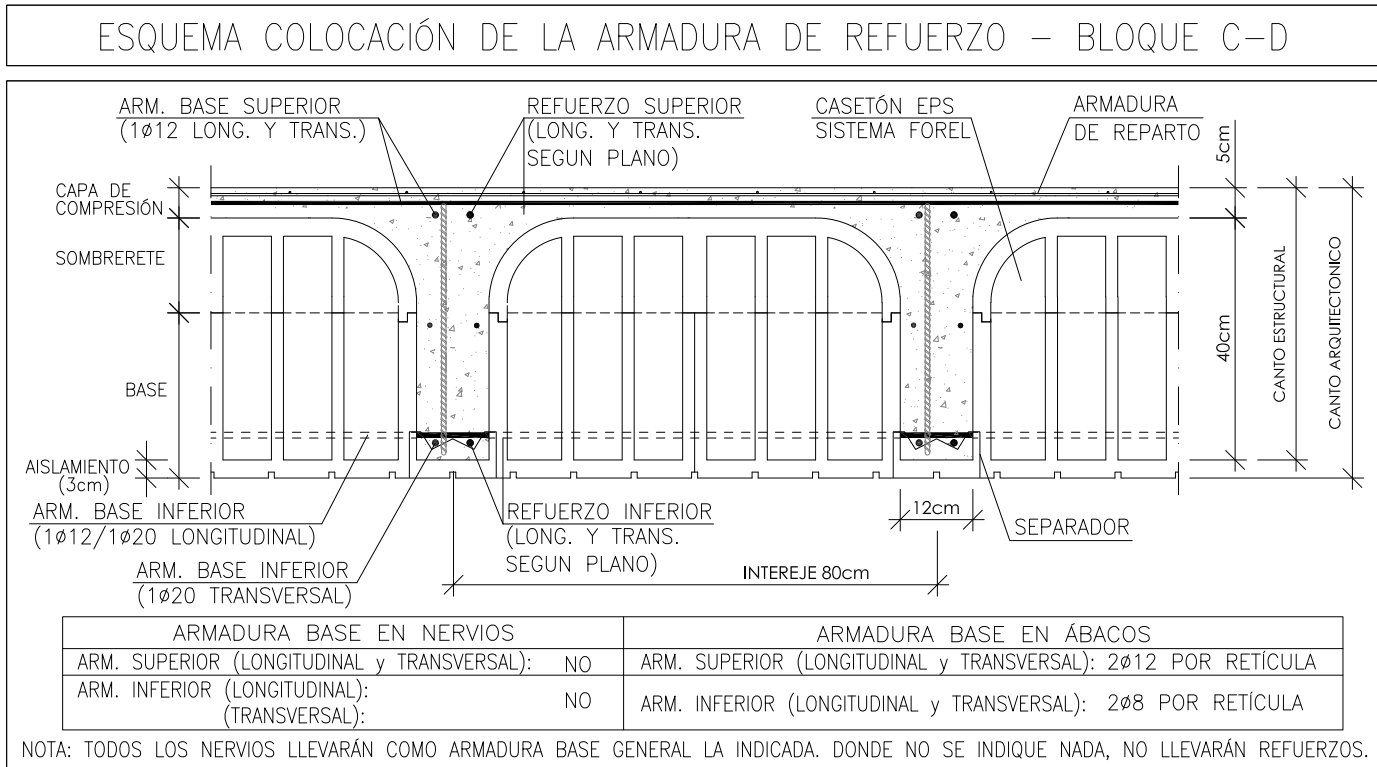 ESQUEMA COLOCACIÓN DE LA ARMADURA DE REFUERZO - BLOQUE C-D
ARM. BASE SUPERIOR
(1ø12 LONG. Y TRANS.)
REFUERZO SUPERIOR
(LONG. Y TRANS.
SEGUN PLANO)
CASETÓN EPS
SISTEMA FOREL
ARMADURA
DE REPARTO
5cm
CAPA DE
COMPRESIÓN
SOMBRERETE
BASE
AISLAMIENTO
(3cm)
40cm
CANTO ESTRUCTURAL
CANTO ARQUITECTONICO
ARM. BASE INFERIOR
(1ø12/1ø20 LONGITUDINAL)
ARM. BASE INFERIOR
(1ø20 TRANSVERSAL)
REFUERZO INFERIOR
(LONG. Y TRANS.
SEGUN PLANO)
12cm
SEPARADOR
INTEREJE 80cm
ARMADURA BASE EN NERVIOS
ARM. SUPERIOR (LONGITUDINAL y TRANSVERSAL): NO
ARM. INFERIOR (LONGITUDINAL):
(TRANSVERSAL):
NO
ARMADURA BASE EN ÁBACOS
ARM. SUPERIOR (LONGITUDINAL y TRANSVERSAL): 2ø12 POR RETÍCULA
ARM. INFERIOR (LONGITUDINAL y TRANSVERSAL): 2ø8 POR RETÍCULA
NOTA: TODOS LOS NERVIOS LLEVARÁN COMO ARMADURA BASE GENERAL LA INDICADA. DONDE NO SE INDIQUE NADA, NO LLEVARÁN REFUERZOS.